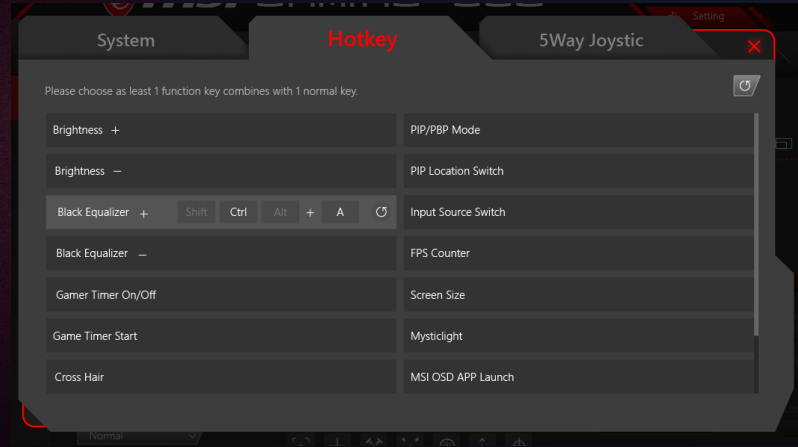 Setting
System
Hotkey
5Way Joystic
Please choose as least 1 function key combines with 1 normal key.
Brightness +
PIP/PBP Mode
Brightness −
PIP Location Switch
Black Equalizer + Shift Ctrl Alt + A
Input Source Switch
Black Equalizer −
FPS Counter
Gamer Timer On/Off
Screen Size
Game Timer Start
Mysticlight
Cross Hair
MSI OSD APP Launch
Normal